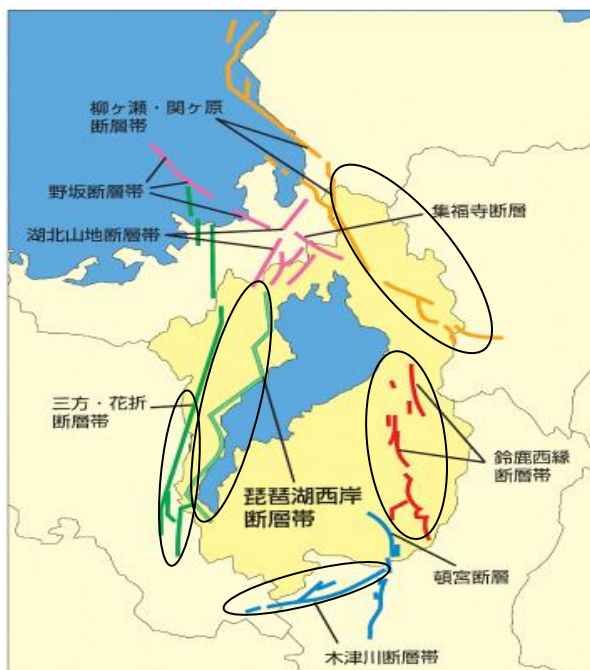 柳ヶ瀬・関ヶ原
断層帯
野坂断層帯
集福寺断層
湖北山地断層帯
三方・花折
断層帯
鈴鹿西縁
断層帯
琵琶湖西岸
断層帯
頓宮断層
木津川断層帯